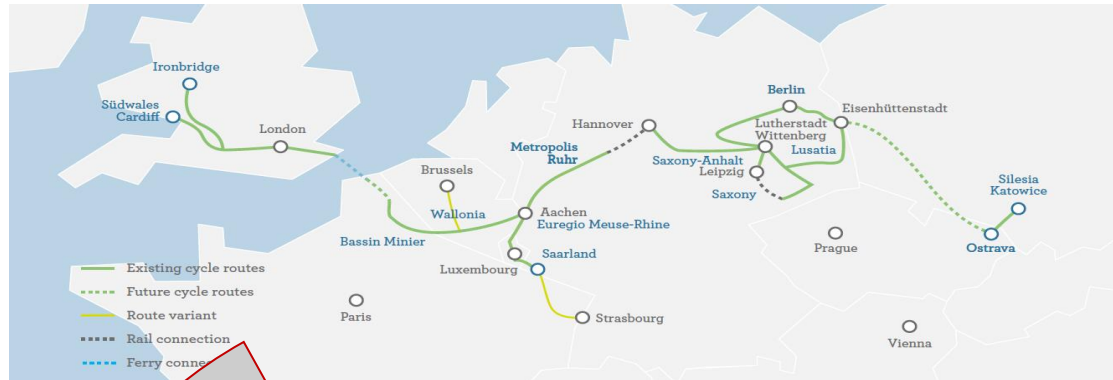 Ironbridge
Südwales
Cardiff
London
Brussels
Wallonia
Bassin Minier
Metropolis
Ruhr
Hannover
Aachen
Euregio Meuse-Rhine
Luxembourg
Saarland
Strasbourg
Paris
Berlin
Eisenhüttenstadt
Lutherstadt
Wittenberg
Lusatia
Saxony-Anhalt
Leipzig
Saxony
Prague
Silesia
Katowice
Ostrava
Vienna
Existing cycle routes
Future cycle routes
Route variant
Rail connection
Ferry